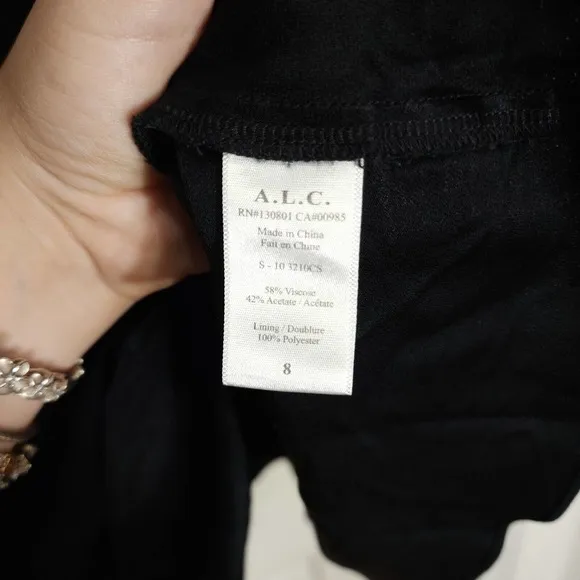 A.L.C.
RN#130801 CA#00985
Made in China
Fait en Chine
S - 10 3210CS
58% Viscose
42% Acetate / Acétate
Lining / Doublure
100% Polyester
8